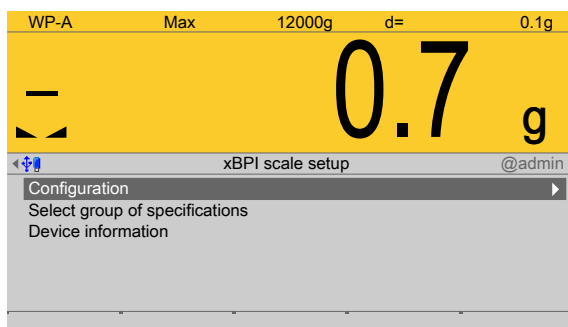 WP-A Max 12000g d= 0.1g
– 0.7 g
xBPI scale setup @admin
Configuration
Select group of specifications
Device information